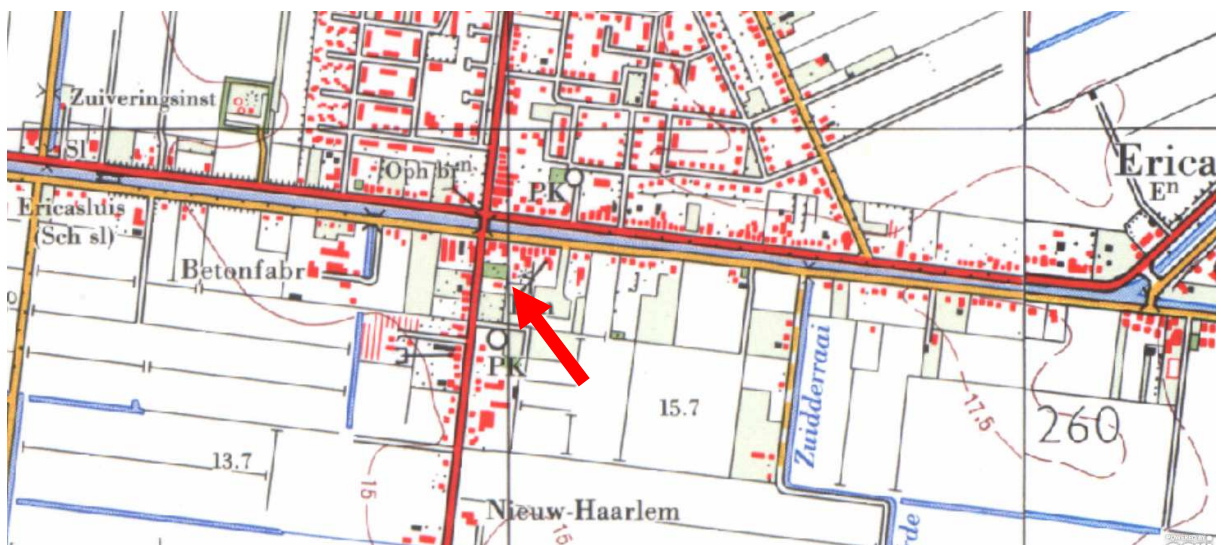 Zuiveringsinst
Sl
Oph brn
Erica
En
PK
Ericasluis
(Sch sl)
Betonfabr
PK
15.7
Zuidderraai
17.5
260
13.7
15
Nieuw-Haarlem
15